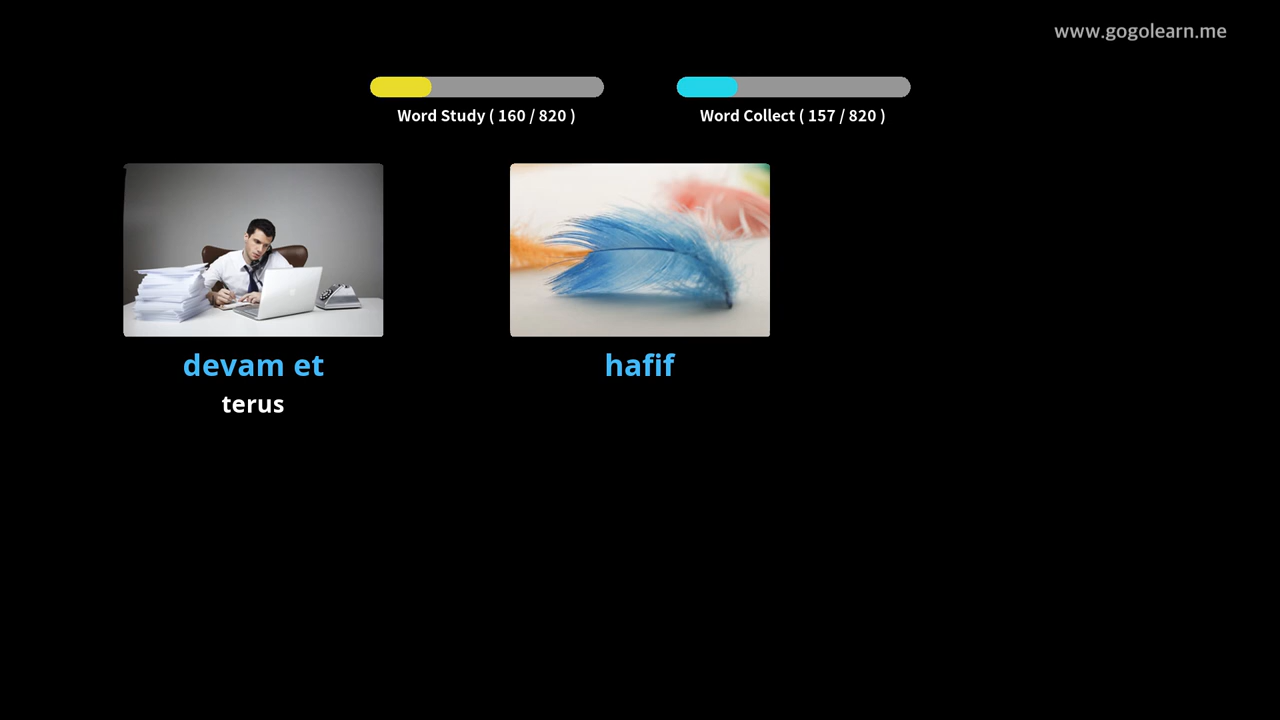 www.gogolearn.me
Word Study ( 160 / 820 )
Word Collect ( 157 / 820 )
devam et
hafif
terus